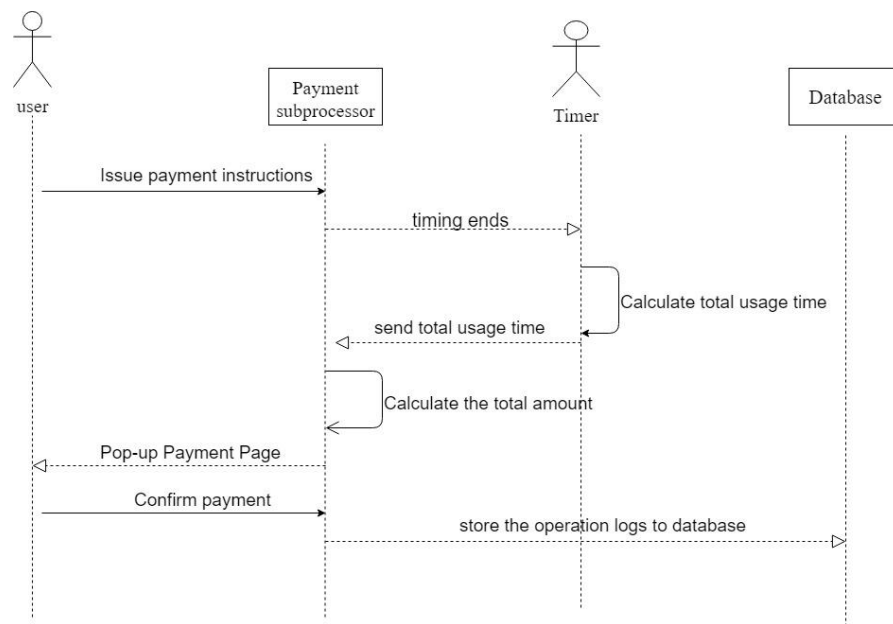 user
Payment
subprocessor
Timer
Database
Issue payment instructions
timing ends
Calculate total usage time
send total usage time
Calculate the total amount
Pop-up Payment Page
Confirm payment
store the operation logs to database